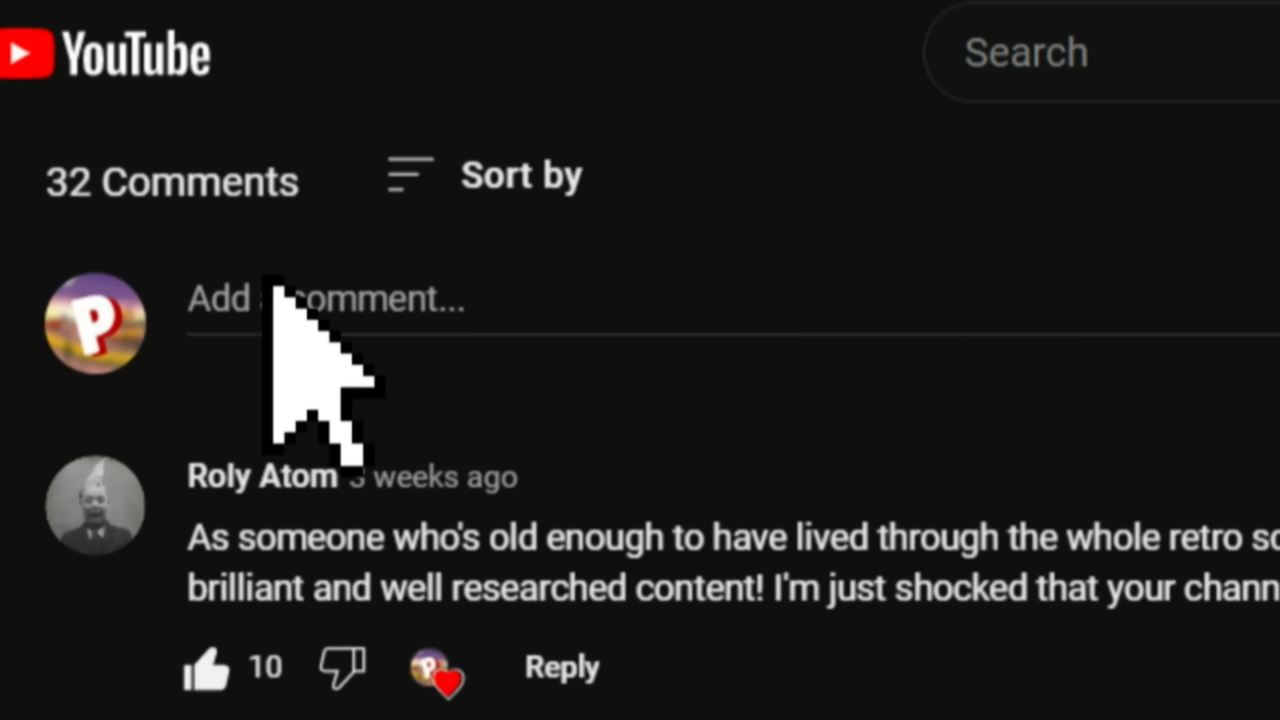 YouTube
Search
32 Comments
Sort by
Add comment...
Roly Atom 3 weeks ago
As someone who's old enough to have lived through the whole retro
brilliant and well researched content! I'm just shocked that your
10
Reply